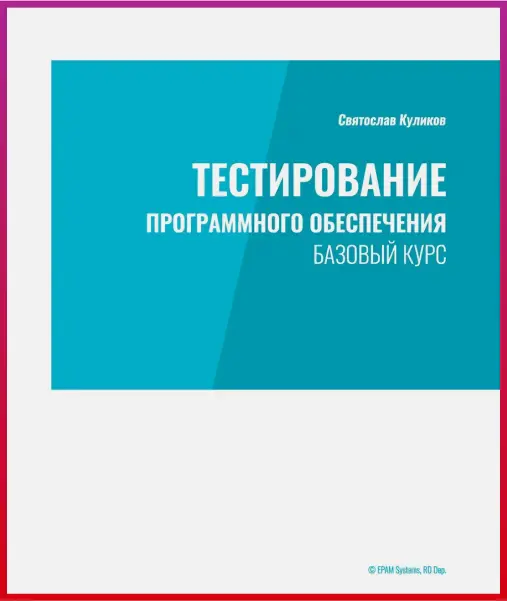 Святослав Куликов
ТЕСТИРОВАНИЕ
ПРОГРАММНОГО ОБЕСПЕЧЕНИЯ
БАЗОВЫЙ КУРС
© EPAM Systems, RD Dep.